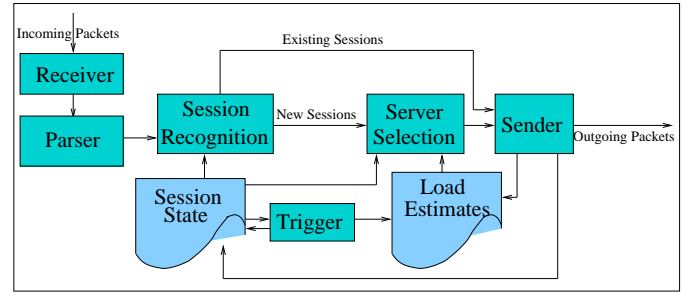 Incoming Packets
Existing Sessions
Receiver
Session
Recognition
New Sessions
Server
Selection
Sender
Parser
Outgoing Packets
Session
State
Trigger
Load
Estimates